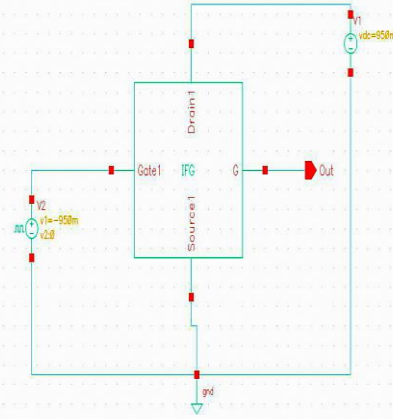 V1
vdc=950m
Drain1
Gate1
IFG
G
Out
Source1
V2
v1=-950m
v2:0
gnd